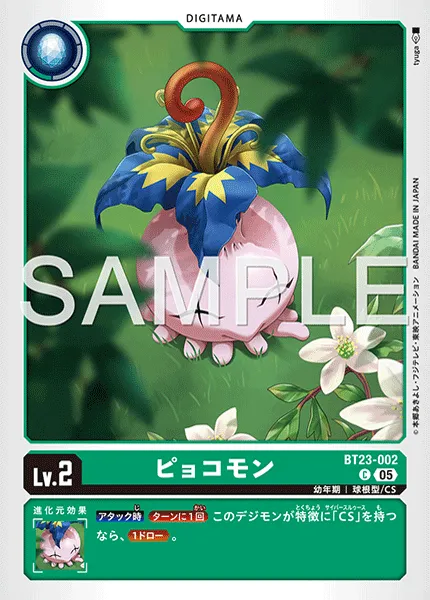 DIGITAMA
tyuga
©本郷あきよし・フジテレビ・東映アニメーション BANDAI MADE IN JAPAN
SAMPLE
Lv.2
ピョコモン
BT23-002
C 05
幼年期 | 球根型/CS
進化元効果
アタック時 ターンに1回 このデジモンが特徴に「CS」を持つ
なら、1ドロー 。